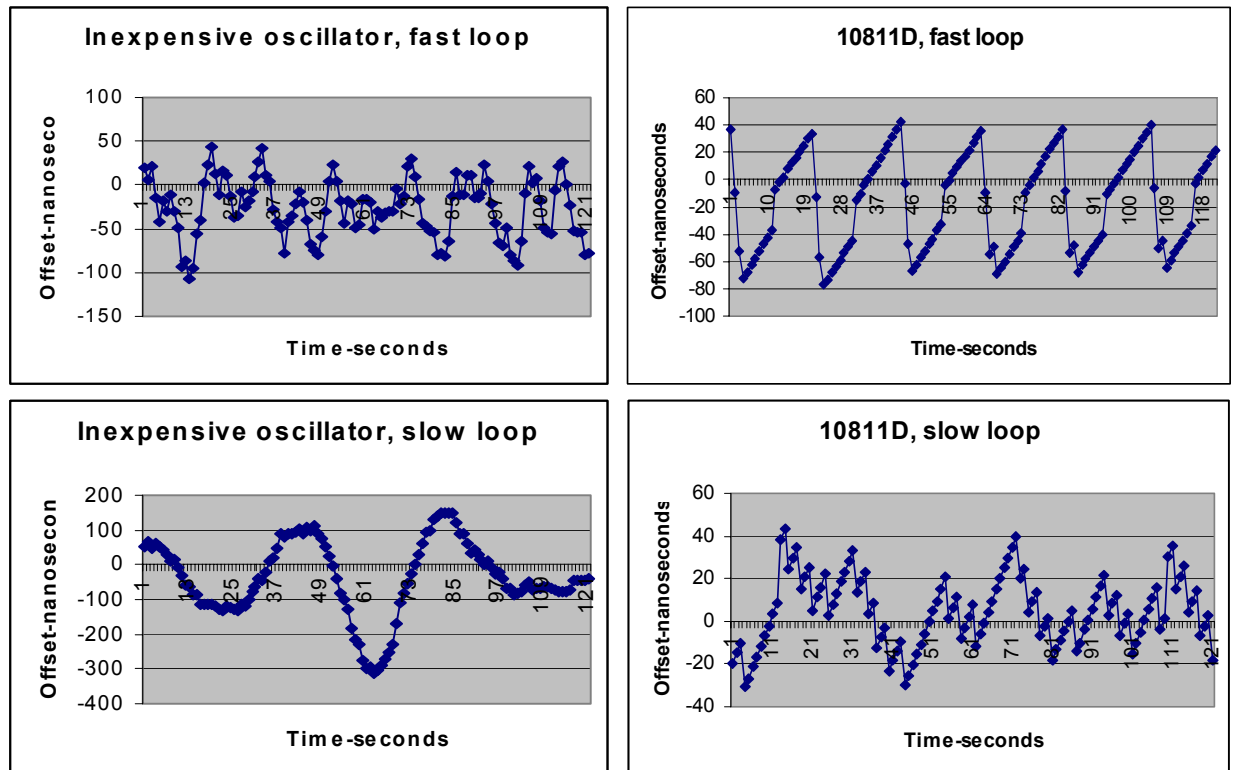 Inexpensive oscillator, fast loop
Offset-nanoseco
100
50
0
-50
-100
-150
1 13 25 37 49 61 73 85 97 109 121
Time-seconds
10811D, fast loop
Offset-nanoseconds
60
40
20
0
-20
-40
-60
-80
-100
1 10 19 28 37 46 55 64 73 82 91 100 109 118
Time-seconds
Inexpensive oscillator, slow loop
Offset-nanosecon
200
100
0
-100
-200
-300
-400
1 13 25 37 49 61 73 85 97 109 121
Time-seconds
10811D, slow loop
Offset-nanoseconds
60
40
20
0
-20
-40
1 11 21 31 41 51 61 71 81 91 101 111 121
Time-seconds